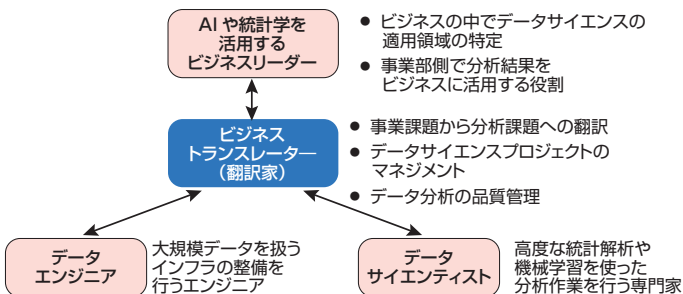 AIや統計学を
活用する
ビジネスリーダー
● ビジネスの中でデータサイエンスの
適用領域の特定
● 事業部側で分析結果を
ビジネスに活用する役割
ビジネス
トランスレーター
（翻訳家）
● 事業課題から分析課題への翻訳
● データサイエンスプロジェクトの
マネジメント
● データ分析の品質管理
データ
エンジニア
大規模データを扱う
インフラの整備を
行うエンジニア
データ
サイエンティスト
高度な統計解析や
機械学習を使った
分析作業を行う専門家